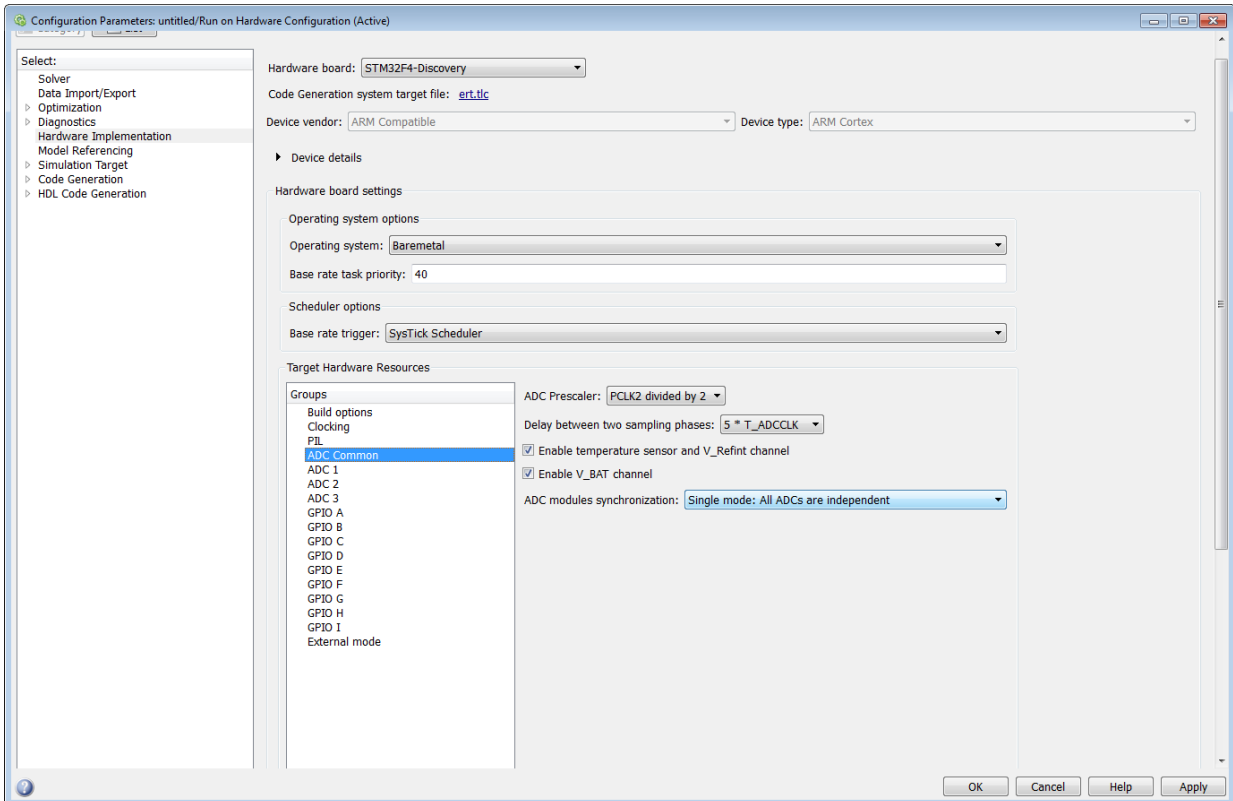 Configuration Parameters: untitled/Run on Hardware Configuration (Active)
Category List
Select:
Solver
Data Import/Export
Optimization
Diagnostics
Hardware Implementation
Model Referencing
Simulation Target
Code Generation
HDL Code Generation
Hardware board: STM32F4-Discovery
Code Generation system target file: ert.tlc
Device vendor: ARM Compatible Device type: ARM Cortex
Device details
Hardware board settings
Operating system options
Operating system: Baremetal
Base rate task priority: 40
Scheduler options
Base rate trigger: SysTick Scheduler
Target Hardware Resources
Groups
Build options
Clocking
PIL
ADC Common
ADC 1
ADC 2
ADC 3
GPIO A
GPIO B
GPIO C
GPIO D
GPIO E
GPIO F
GPIO G
GPIO H
GPIO I
External mode
ADC Prescaler: PCLK2 divided by 2
Delay between two sampling phases: 5 * T_ADCCLK
Enable temperature sensor and V_Refint channel
Enable V_BAT channel
ADC modules synchronization: Single mode: All ADCs are independent
OK Cancel Help Apply